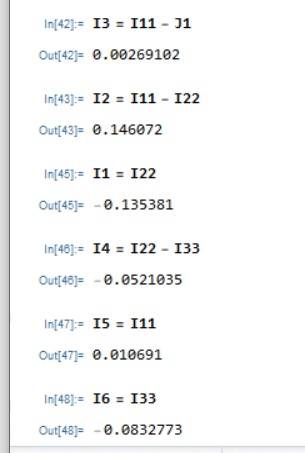 In[42]:= I3 = I11 - J1
Out[42]= 0.00269102
In[43]:= I2 = I11 - I22
Out[43]= 0.146072
In[45]:= I1 = I22
Out[45]= -0.135381
In[46]:= I4 = I22 - I33
Out[46]= -0.0521035
In[47]:= I5 = I11
Out[47]= 0.010691
In[48]:= I6 = I33
Out[48]= -0.0832773